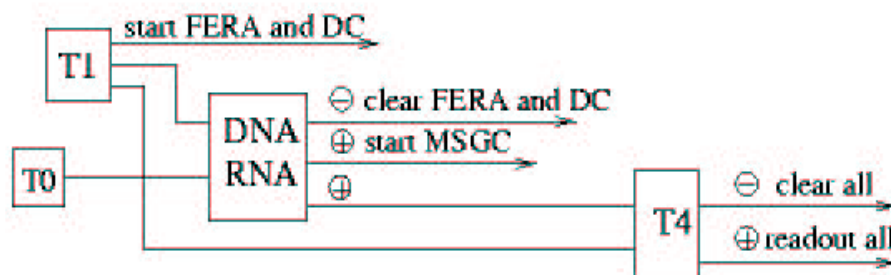 start FERA and DC
T1
⊖ clear FERA and DC
DNA
⊕ start MSGC
T0
RNA
⊕
⊖ clear all
T4
⊕ readout all